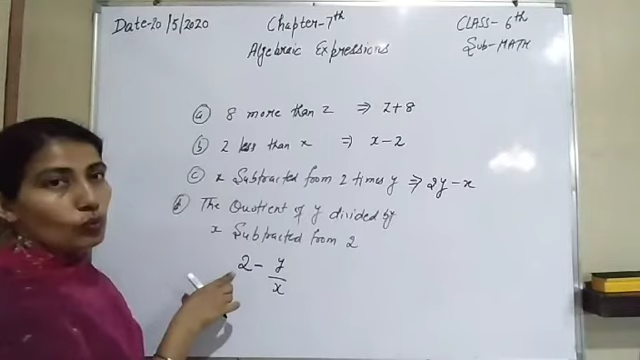 Date-20/5/2020 Chapter-7th CLASS-6th
Algebraic Expressions Sub-MATH
(a) 8 more than z ⇒ z+8
(b) 2 less than x ⇒ x-2
(c) x Subtracted from 2 times y ⇒ 2y-x
(d) The Quotient of y divided by
x Subtracted from 2
2 - y/x